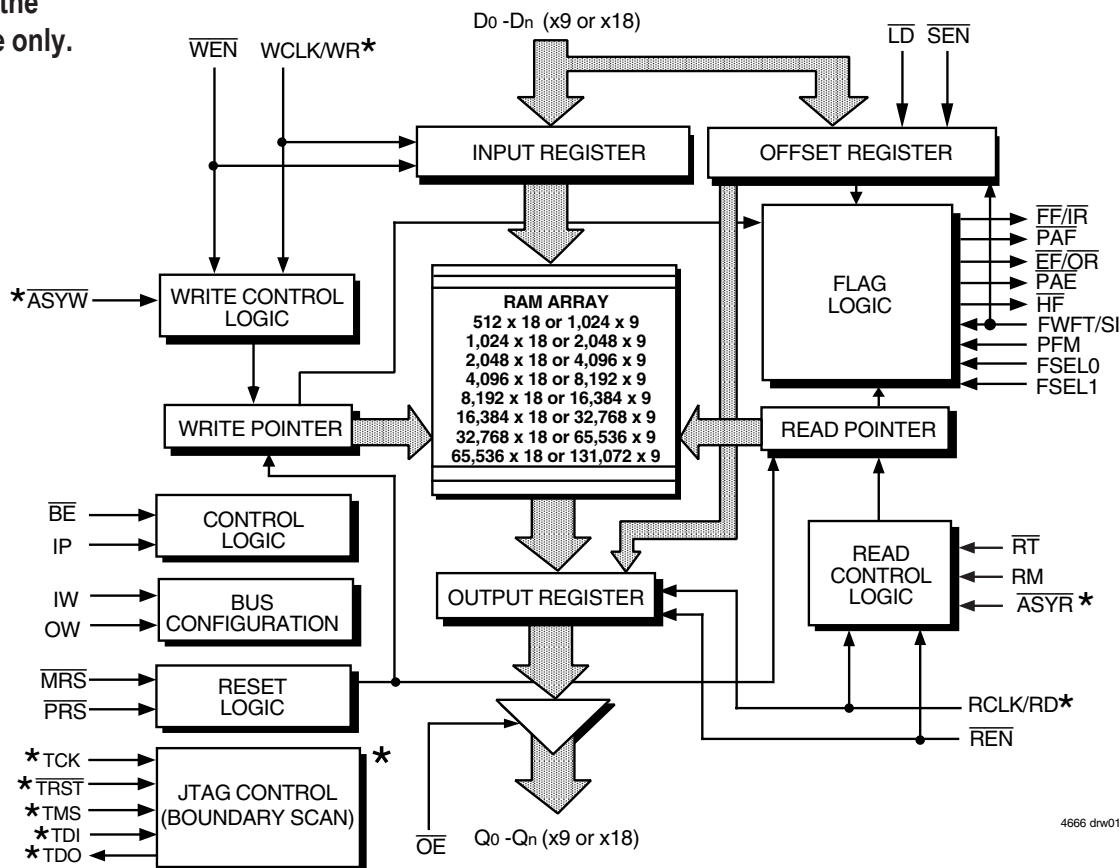 the
e only.
D0 -Dn (x9 or x18)
WEN
WCLK/WR*
LD
SEN
INPUT REGISTER
OFFSET REGISTER
FF/IR
PAF
EF/OR
PAE
HF
FWFT/SI
PFM
FSEL0
FSEL1
FLAG
LOGIC
*ASYW
WRITE CONTROL
LOGIC
RAM ARRAY
512 x 18 or 1,024 x 9
1,024 x 18 or 2,048 x 9
2,048 x 18 or 4,096 x 9
4,096 x 18 or 8,192 x 9
8,192 x 18 or 16,384 x 9
16,384 x 18 or 32,768 x 9
32,768 x 18 or 65,536 x 9
65,536 x 18 or 131,072 x 9
WRITE POINTER
READ POINTER
BE
IP
CONTROL
LOGIC
READ
CONTROL
LOGIC
RT
RM
ASYR*
IW
OW
BUS
CONFIGURATION
OUTPUT REGISTER
MRS
PRS
RESET
LOGIC
RCLK/RD*
REN
*TCK
*TRST
*TMS
*TDI
*TDO
JTAG CONTROL
(BOUNDARY SCAN)
*
OE
Q0 -Qn (x9 or x18)
4666 drw01